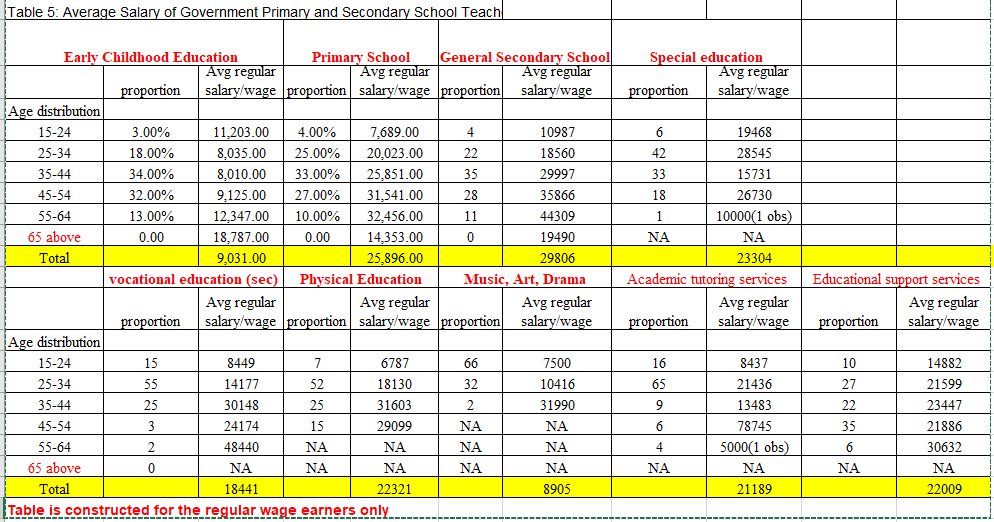 Table 5: Average Salary of Government Primary and Secondary School Teach
Early Childhood Education Primary School General Secondary School Special education
proportion Avg regular salary/wage proportion Avg regular salary/wage proportion Avg regular salary/wage proportion Avg regular salary/wage
Age distribution
15-24 3.00% 11,203.00 4.00% 7,689.00 4 10987 6 19468
25-34 18.00% 8,035.00 25.00% 20,023.00 22 18560 42 28545
35-44 34.00% 8,010.00 33.00% 25,851.00 35 29997 33 15731
45-54 32.00% 9,125.00 27.00% 31,541.00 28 35866 18 26730
55-64 13.00% 12,347.00 10.00% 32,456.00 11 44309 1 10000(1 obs)
65 above 0.00 18,787.00 0.00 14,353.00 0 19490 NA NA
Total 9,031.00 25,896.00 29806 23304
vocational education (sec) Physical Education Music, Art, Drama Academic tutoring services Educational support services
proportion Avg regular salary/wage proportion Avg regular salary/wage proportion Avg regular salary/wage proportion Avg regular salary/wage proportion Avg regular salary/wage
Age distribution
15-24 15 8449 7 6787 66 7500 16 8437 10 14882
25-34 55 14177 52 18130 32 10416 65 21436 27 21599
35-44 25 30148 25 31603 2 31990 9 13483 22 23447
45-54 3 24174 15 29099 NA NA 6 78745 35 21886
55-64 2 48440 NA NA NA NA 4 5000(1 obs) 6 30632
65 above 0 NA NA NA NA NA NA NA NA NA
Total 18441 22321 8905 21189 22009
Table is constructed for the regular wage earners only